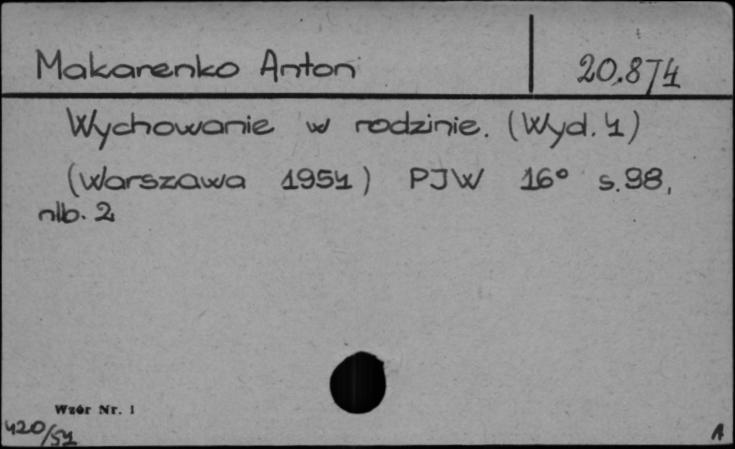 Makarenko Anton 20.874
Wychowanie w rodzinie. (Wyd. 4)
(Warszawa 1954) PJW 16° s. 98,
nlb. 2
Wzór Nr. 1
420/54 A